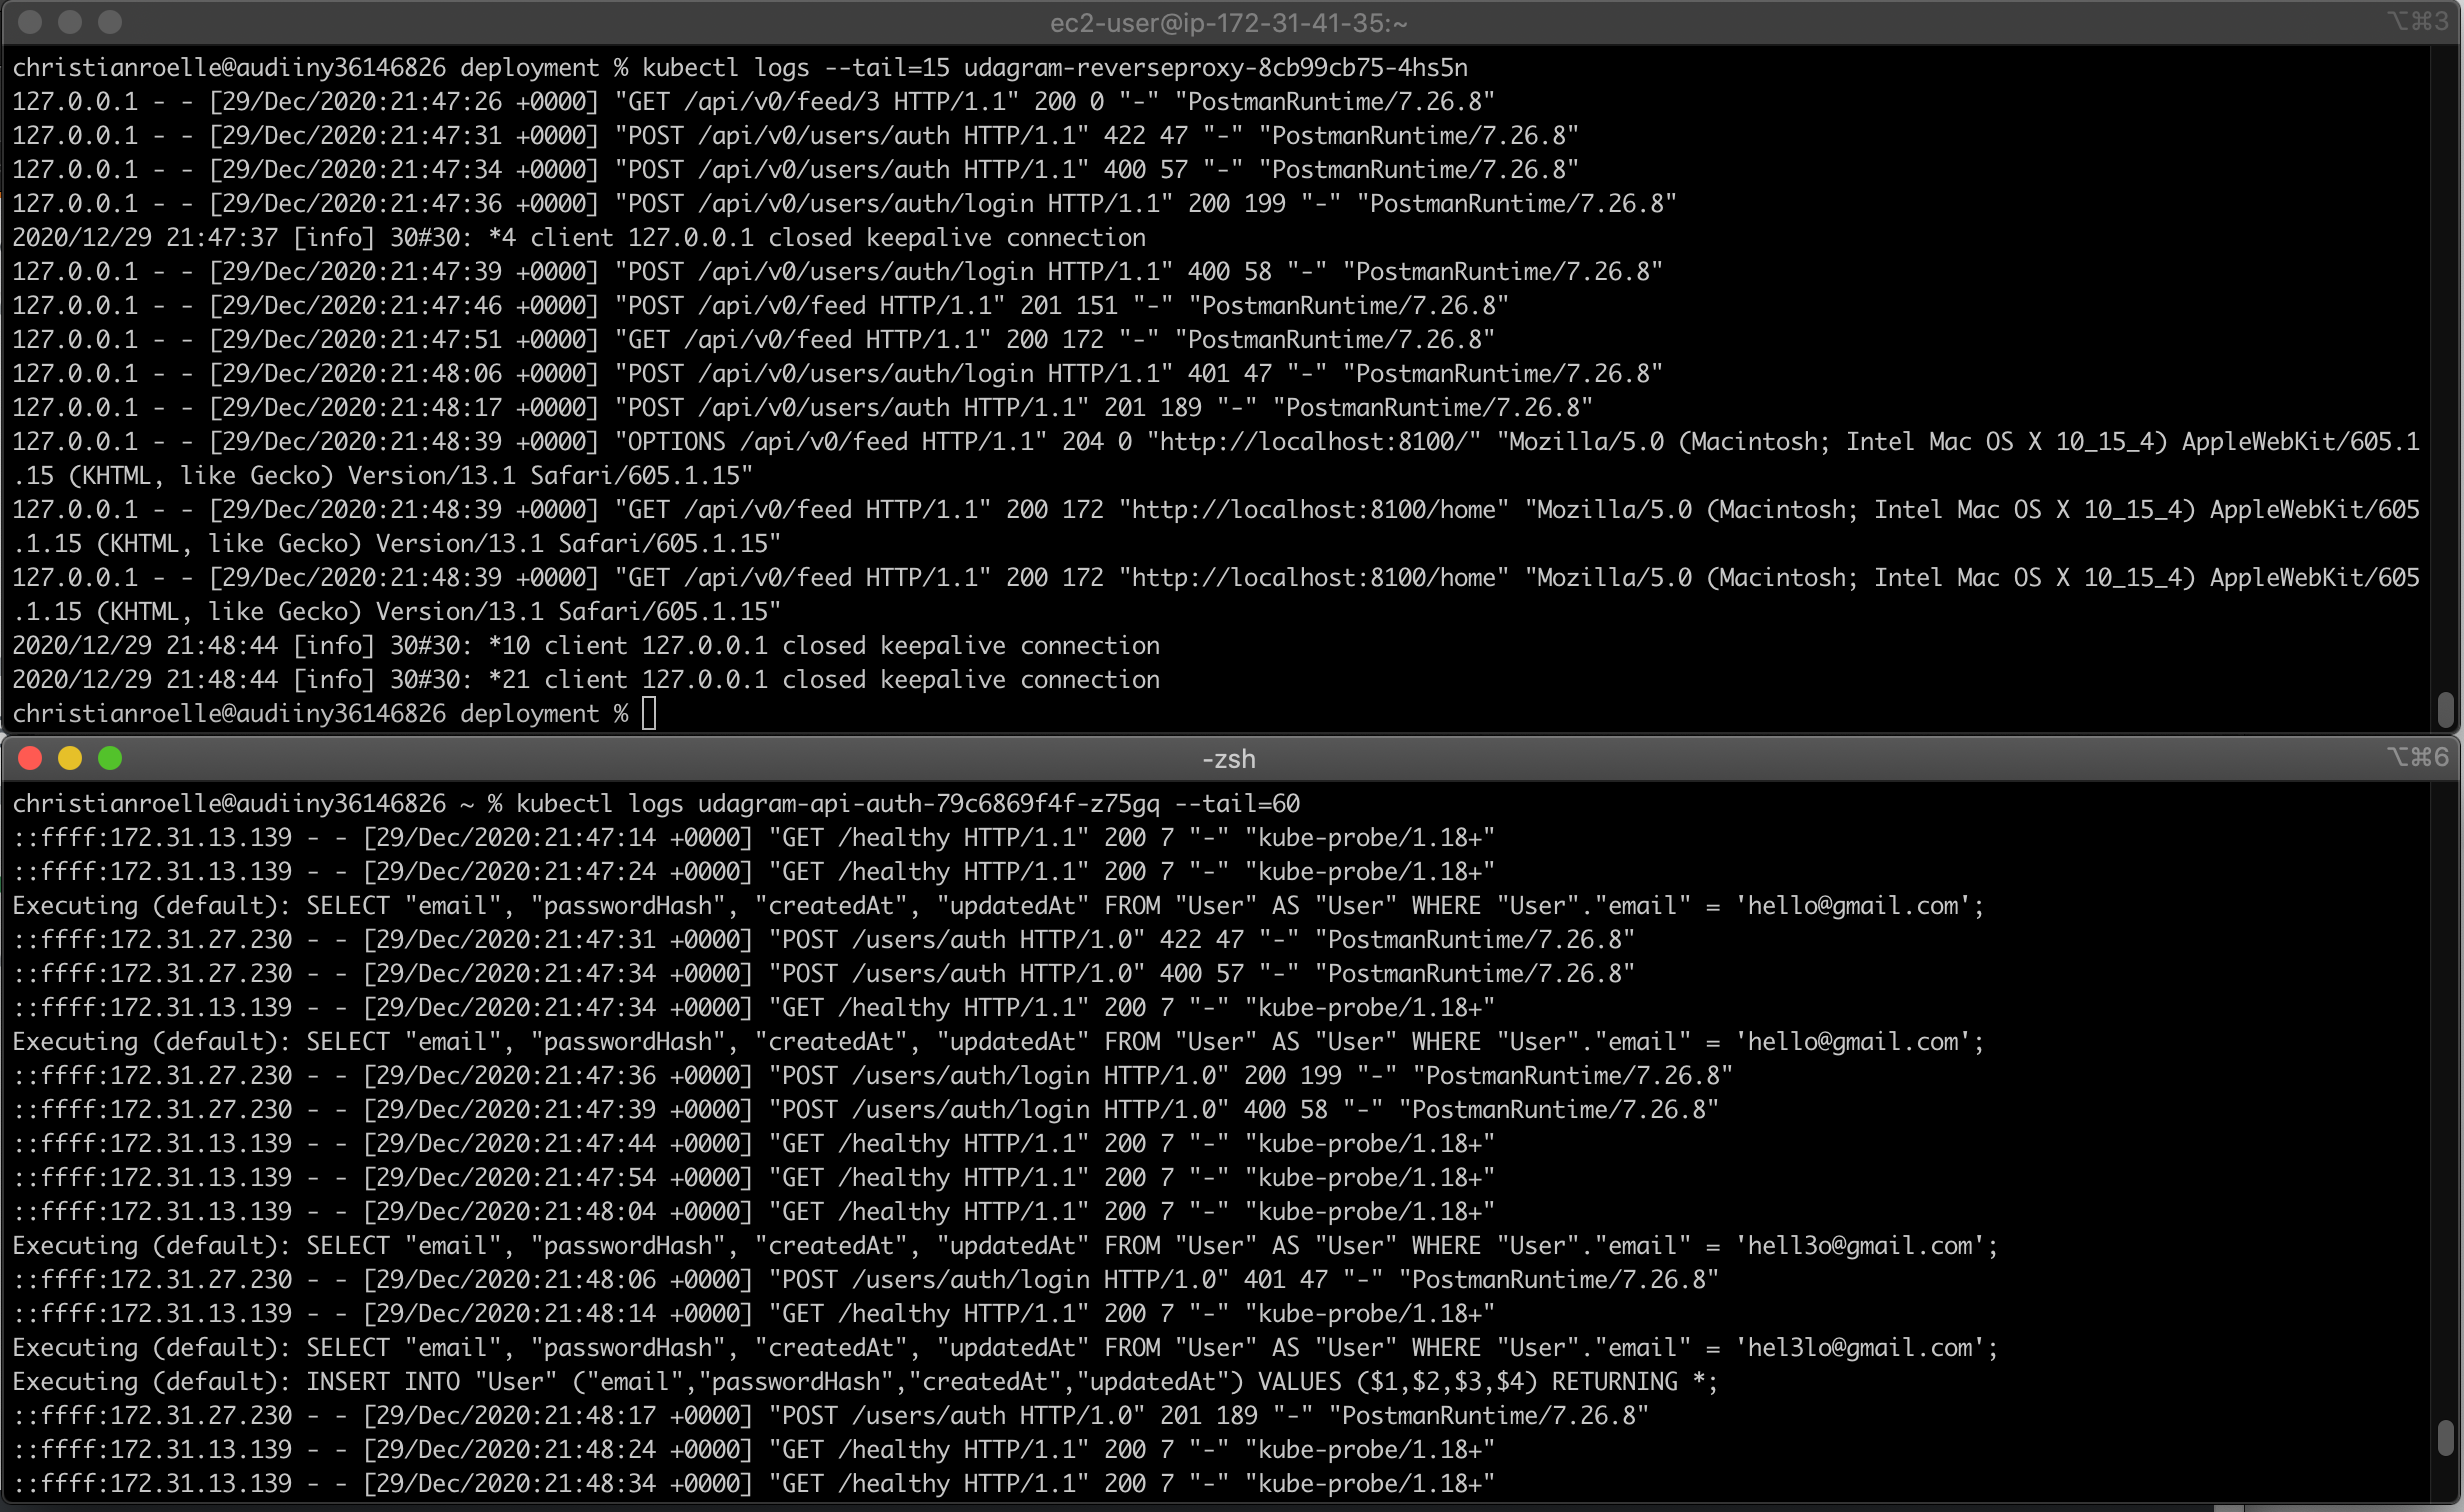 ec2-user@ip-172-31-41-35:~ ⌥⌘3
christianroelle@audiiny36146826 deployment % kubectl logs --tail=15 udagram-reverseproxy-8cb99cb75-4hs5n
127.0.0.1 - - [29/Dec/2020:21:47:26 +0000] "GET /api/v0/feed/3 HTTP/1.1" 200 0 "-" "PostmanRuntime/7.26.8"
127.0.0.1 - - [29/Dec/2020:21:47:31 +0000] "POST /api/v0/users/auth HTTP/1.1" 422 47 "-" "PostmanRuntime/7.26.8"
127.0.0.1 - - [29/Dec/2020:21:47:34 +0000] "POST /api/v0/users/auth HTTP/1.1" 400 57 "-" "PostmanRuntime/7.26.8"
127.0.0.1 - - [29/Dec/2020:21:47:36 +0000] "POST /api/v0/users/auth/login HTTP/1.1" 200 199 "-" "PostmanRuntime/7.26.8"
2020/12/29 21:47:37 [info] 30#30: *4 client 127.0.0.1 closed keepalive connection
127.0.0.1 - - [29/Dec/2020:21:47:39 +0000] "POST /api/v0/users/auth/login HTTP/1.1" 400 58 "-" "PostmanRuntime/7.26.8"
127.0.0.1 - - [29/Dec/2020:21:47:46 +0000] "POST /api/v0/feed HTTP/1.1" 201 151 "-" "PostmanRuntime/7.26.8"
127.0.0.1 - - [29/Dec/2020:21:47:51 +0000] "GET /api/v0/feed HTTP/1.1" 200 172 "-" "PostmanRuntime/7.26.8"
127.0.0.1 - - [29/Dec/2020:21:48:06 +0000] "POST /api/v0/users/auth/login HTTP/1.1" 401 47 "-" "PostmanRuntime/7.26.8"
127.0.0.1 - - [29/Dec/2020:21:48:17 +0000] "POST /api/v0/users/auth HTTP/1.1" 201 189 "-" "PostmanRuntime/7.26.8"
127.0.0.1 - - [29/Dec/2020:21:48:39 +0000] "OPTIONS /api/v0/feed HTTP/1.1" 204 0 "http://localhost:8100/" "Mozilla/5.0 (Macintosh; Intel Mac OS X 10_15_4) AppleWebKit/605.1
.15 (KHTML, like Gecko) Version/13.1 Safari/605.1.15"
127.0.0.1 - - [29/Dec/2020:21:48:39 +0000] "GET /api/v0/feed HTTP/1.1" 200 172 "http://localhost:8100/home" "Mozilla/5.0 (Macintosh; Intel Mac OS X 10_15_4) AppleWebKit/605
.1.15 (KHTML, like Gecko) Version/13.1 Safari/605.1.15"
127.0.0.1 - - [29/Dec/2020:21:48:39 +0000] "GET /api/v0/feed HTTP/1.1" 200 172 "http://localhost:8100/home" "Mozilla/5.0 (Macintosh; Intel Mac OS X 10_15_4) AppleWebKit/605
.1.15 (KHTML, like Gecko) Version/13.1 Safari/605.1.15"
2020/12/29 21:48:44 [info] 30#30: *10 client 127.0.0.1 closed keepalive connection
2020/12/29 21:48:44 [info] 30#30: *21 client 127.0.0.1 closed keepalive connection
christianroelle@audiiny36146826 deployment %
-zsh ⌥⌘6
christianroelle@audiiny36146826 ~ % kubectl logs udagram-api-auth-79c6869f4f-z75gq --tail=60
::ffff:172.31.13.139 - - [29/Dec/2020:21:47:14 +0000] "GET /healthy HTTP/1.1" 200 7 "-" "kube-probe/1.18+"
::ffff:172.31.13.139 - - [29/Dec/2020:21:47:24 +0000] "GET /healthy HTTP/1.1" 200 7 "-" "kube-probe/1.18+"
Executing (default): SELECT "email", "passwordHash", "createdAt", "updatedAt" FROM "User" AS "User" WHERE "User"."email" = 'hello@gmail.com';
::ffff:172.31.27.230 - - [29/Dec/2020:21:47:31 +0000] "POST /users/auth HTTP/1.0" 422 47 "-" "PostmanRuntime/7.26.8"
::ffff:172.31.27.230 - - [29/Dec/2020:21:47:34 +0000] "POST /users/auth HTTP/1.0" 400 57 "-" "PostmanRuntime/7.26.8"
::ffff:172.31.13.139 - - [29/Dec/2020:21:47:34 +0000] "GET /healthy HTTP/1.1" 200 7 "-" "kube-probe/1.18+"
Executing (default): SELECT "email", "passwordHash", "createdAt", "updatedAt" FROM "User" AS "User" WHERE "User"."email" = 'hello@gmail.com';
::ffff:172.31.27.230 - - [29/Dec/2020:21:47:36 +0000] "POST /users/auth/login HTTP/1.0" 200 199 "-" "PostmanRuntime/7.26.8"
::ffff:172.31.27.230 - - [29/Dec/2020:21:47:39 +0000] "POST /users/auth/login HTTP/1.0" 400 58 "-" "PostmanRuntime/7.26.8"
::ffff:172.31.13.139 - - [29/Dec/2020:21:47:44 +0000] "GET /healthy HTTP/1.1" 200 7 "-" "kube-probe/1.18+"
::ffff:172.31.13.139 - - [29/Dec/2020:21:47:54 +0000] "GET /healthy HTTP/1.1" 200 7 "-" "kube-probe/1.18+"
::ffff:172.31.13.139 - - [29/Dec/2020:21:48:04 +0000] "GET /healthy HTTP/1.1" 200 7 "-" "kube-probe/1.18+"
Executing (default): SELECT "email", "passwordHash", "createdAt", "updatedAt" FROM "User" AS "User" WHERE "User"."email" = 'hell3o@gmail.com';
::ffff:172.31.27.230 - - [29/Dec/2020:21:48:06 +0000] "POST /users/auth/login HTTP/1.0" 401 47 "-" "PostmanRuntime/7.26.8"
::ffff:172.31.13.139 - - [29/Dec/2020:21:48:14 +0000] "GET /healthy HTTP/1.1" 200 7 "-" "kube-probe/1.18+"
Executing (default): SELECT "email", "passwordHash", "createdAt", "updatedAt" FROM "User" AS "User" WHERE "User"."email" = 'hel3lo@gmail.com';
Executing (default): INSERT INTO "User" ("email","passwordHash","createdAt","updatedAt") VALUES ($1,$2,$3,$4) RETURNING *;
::ffff:172.31.27.230 - - [29/Dec/2020:21:48:17 +0000] "POST /users/auth HTTP/1.0" 201 189 "-" "PostmanRuntime/7.26.8"
::ffff:172.31.13.139 - - [29/Dec/2020:21:48:24 +0000] "GET /healthy HTTP/1.1" 200 7 "-" "kube-probe/1.18+"
::ffff:172.31.13.139 - - [29/Dec/2020:21:48:34 +0000] "GET /healthy HTTP/1.1" 200 7 "-" "kube-probe/1.18+"